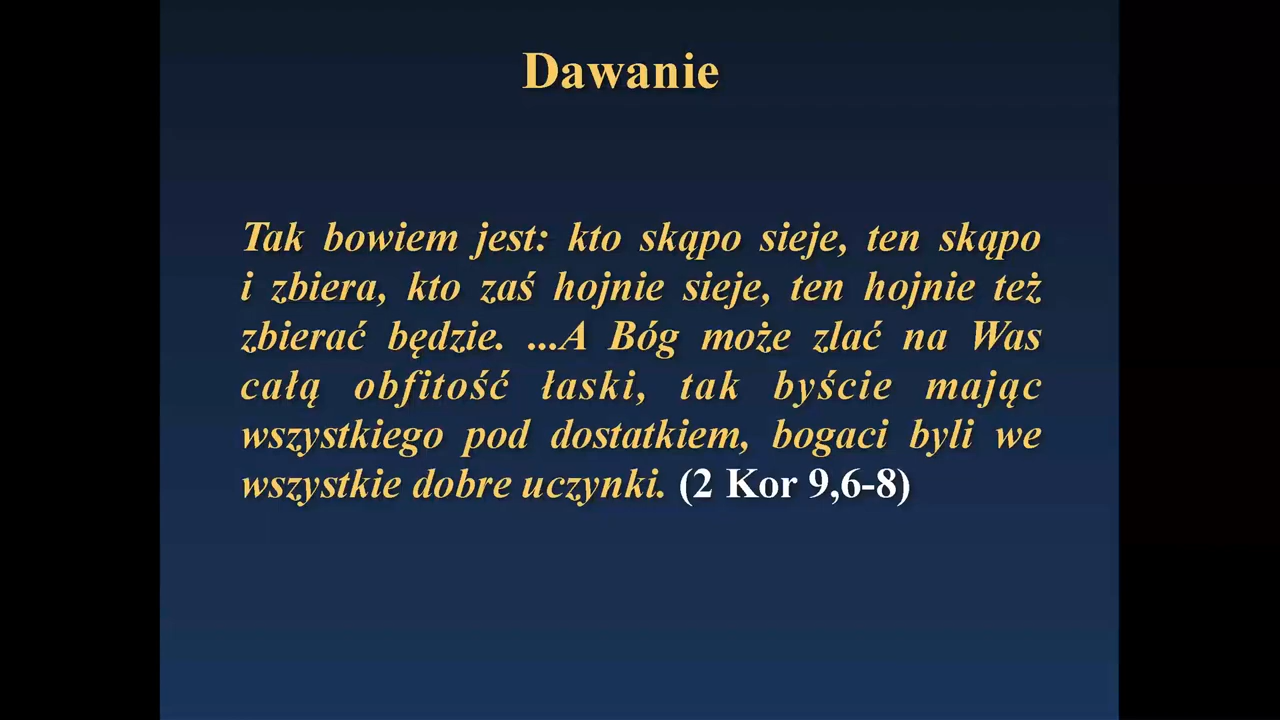 Dawanie
Tak bowiem jest: kto skąpo sieje, ten skąpo
i zbiera, kto zaś hojnie sieje, ten hojnie też
zbierać będzie. ...A Bóg może zlać na Was
całą obfitość łaski, tak byście mając
wszystkiego pod dostatkiem, bogaci byli we
wszystkie dobre uczynki. (2 Kor 9,6-8)